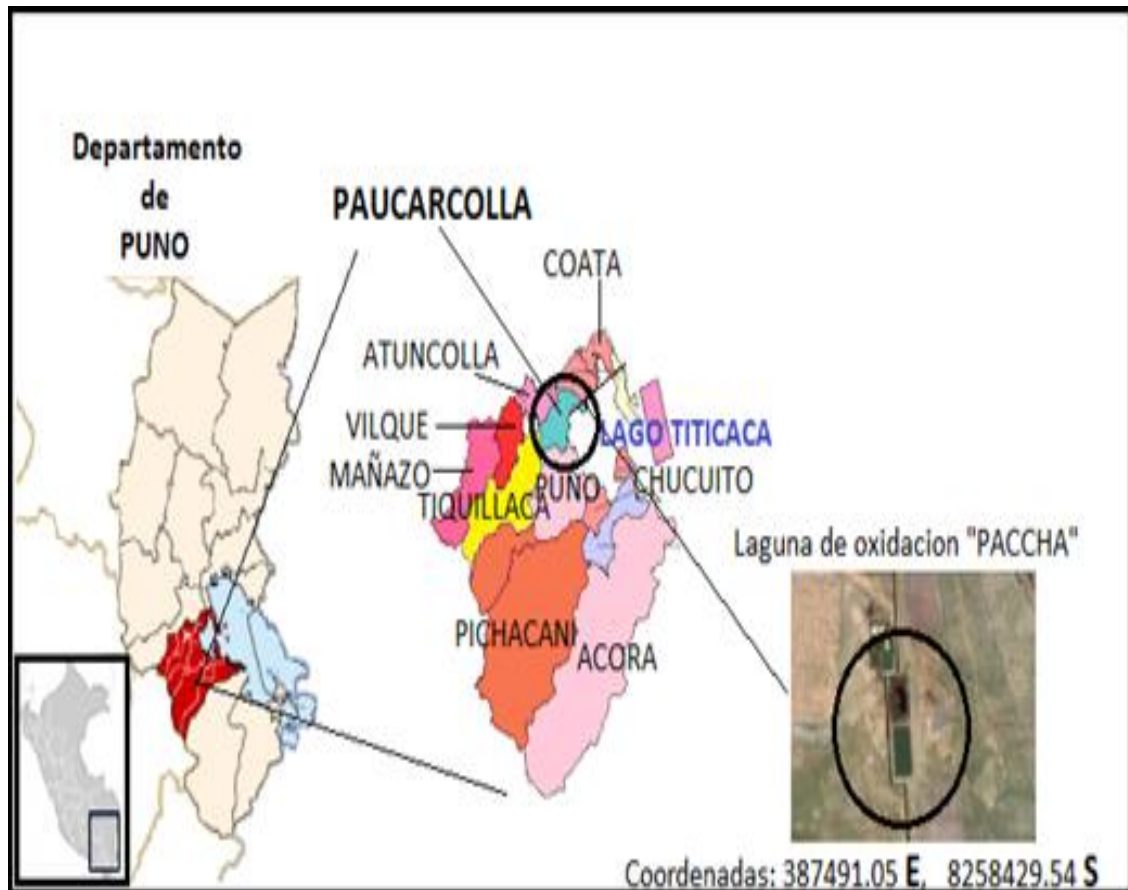 Departamento
de
PUNO
PAUCARCOLLA
COATA
ATUNCOLLA
VILQUE
LAGO TITICACA
MAÑAZO
TIQUILLACA
PUNO
CHUCUITO
Laguna de oxidacion "PACCHA"
PICHACANI
ACORA
Coordenadas: 387491.05 E, 8258429.54 S